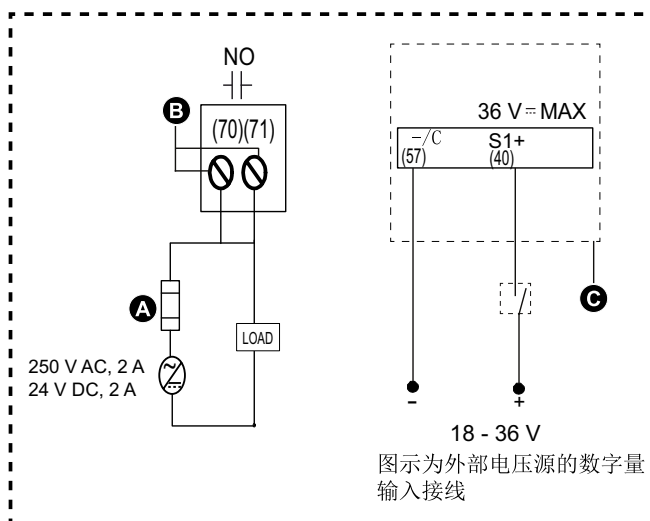 NO
B
(70)(71)
A
LOAD
250 V AC, 2 A
24 V DC, 2 A
36 V⎓MAX
−/C
S1+
(57)
(40)
C
−
+
18 - 36 V
图示为外部电压源的数字量
输入接线